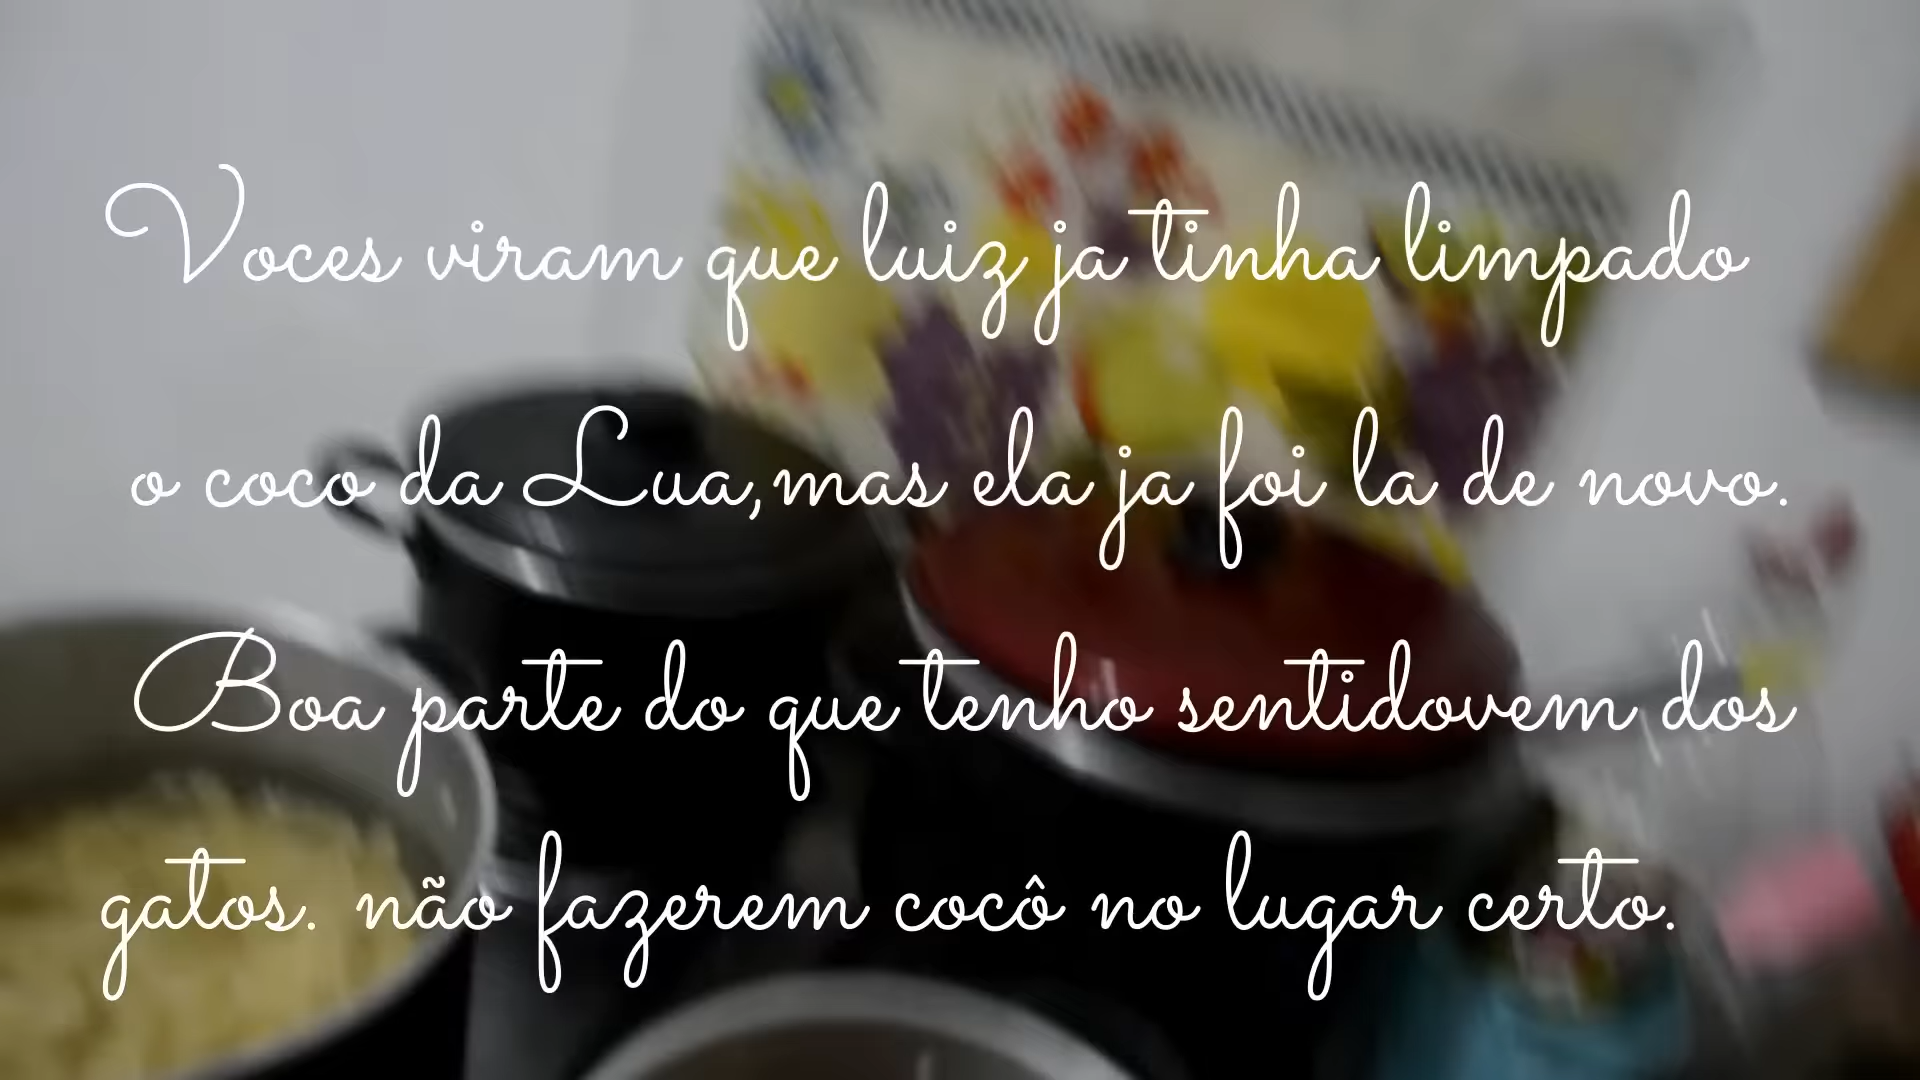 Voces viram que luiz ja tinha limpado
o coco da Lua,mas ela ja foi la de novo.
Boa parte do que tenho sentidovem dos
gatos. não fazerem cocô no lugar certo.